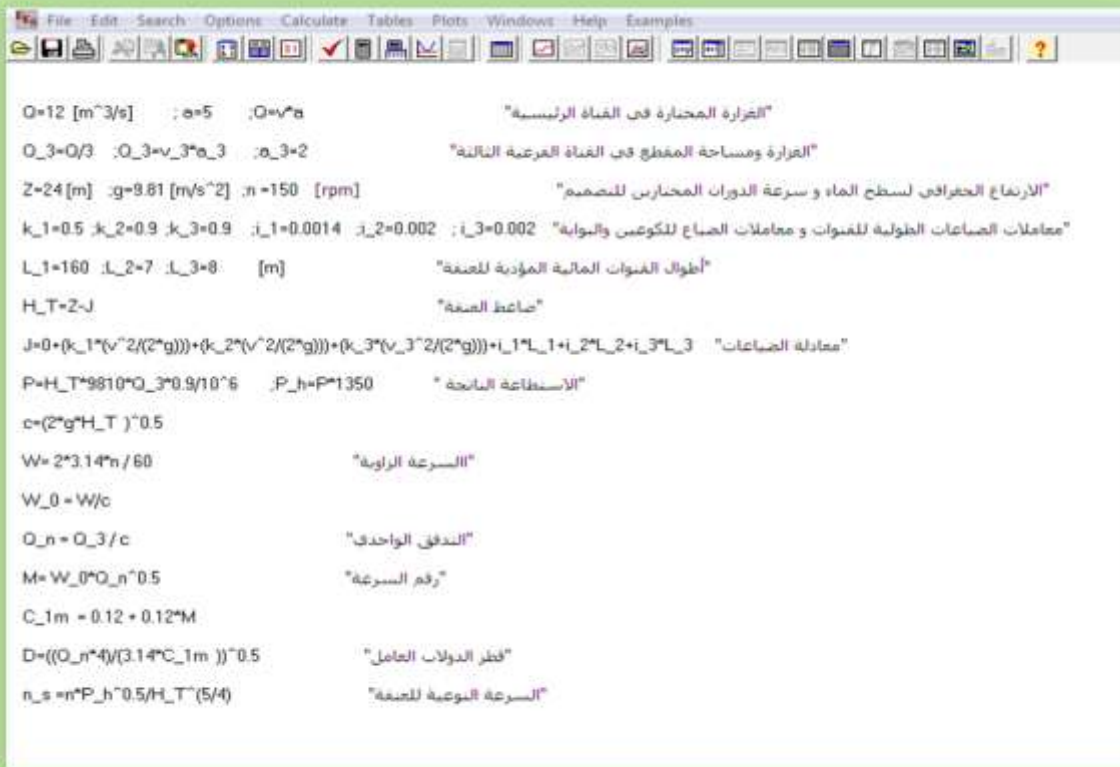 File Edit Search Options Calculate Tables Plots Windows Help Examples
Q=12 [m^3/s] ; a=5 ;Q=v*a "الغزارة المختارة في القناة الرئيسية"
Q_3=Q/3 ;Q_3=v_3*a_3 ;a_3=2 "الغزارة ومساحة المقطع في القناة الفرعية الثالثة"
Z=24 [m] ;g=9.81 [m/s^2] ;n =150 [rpm] "الارتفاع الجغرافي لسطح الماء و سرعة الدوران المختارين للتصميم"
k_1=0.5 ;k_2=0.9 ;k_3=0.9 ;i_1=0.0014 ;i_2=0.002 ; i_3=0.002 "معاملات الضياعات الطولية للقنوات و معاملات الضياع للكوعين والبوابة"
L_1=160 ;L_2=7 ;L_3=8 [m] "أطوال القنوات المائية المؤدية للعنفة"
H_T=Z-J "ضاغط العنفة"
J=0+(k_1*(v^2/(2*g)))+(k_2*(v^2/(2*g)))+(k_3*(v_3^2/(2*g)))+i_1*L_1+i_2*L_2+i_3*L_3 "معادلة الضياعات"
P=H_T*9810*Q_3*0.9/10^6 ;P_h=P*1350 "الاستطاعة الناتجة "
c=(2*g*H_T )^0.5
W= 2*3.14*n / 60 "االسرعة الزاوية"
W_0 = W/c
Q_n = Q_3 / c "التدفق الواحدي"
M= W_0*Q_n^0.5 "رقم السرعة"
C_1m = 0.12 + 0.12*M
D=((Q_n*4)/(3.14*C_1m ))^0.5 "قطر الدولاب العامل"
n_s =n*P_h^0.5/H_T^(5/4) "السرعة النوعية للعنفة"